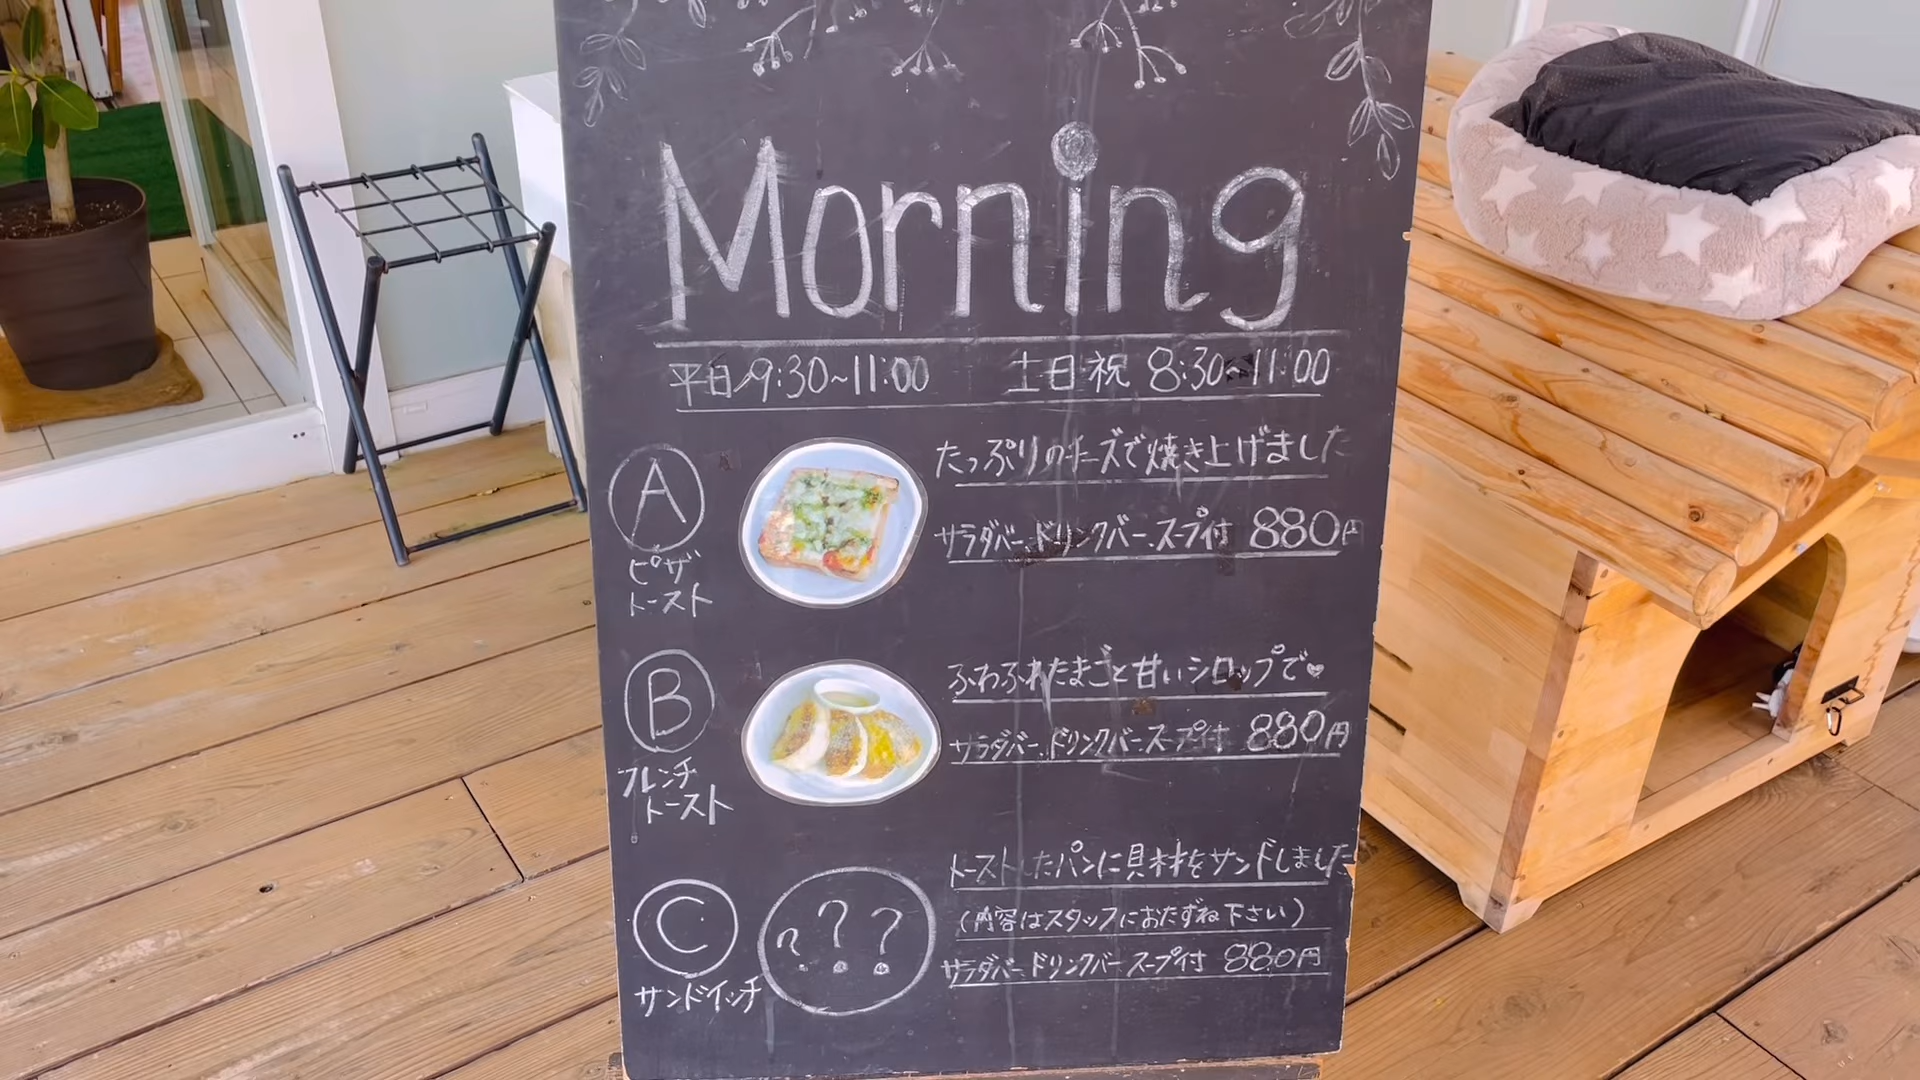 Morning
平日 9:30~11:00 土日祝 8:30~11:00
A
ピザ
トースト
たっぷりのチーズで焼き上げました
サラダバー、ドリンクバー、スープ付 880円
B
フレンチ
トースト
ふわふわたまごと甘いシロップで♥
サラダバー、ドリンクバー、スープ付 880円
C
サンドイッチ
? ? ?
トーストしたパンに具材をサンドしました
(内容はスタッフにおたずね下さい)
サラダバー、ドリンクバー スープ付 880円